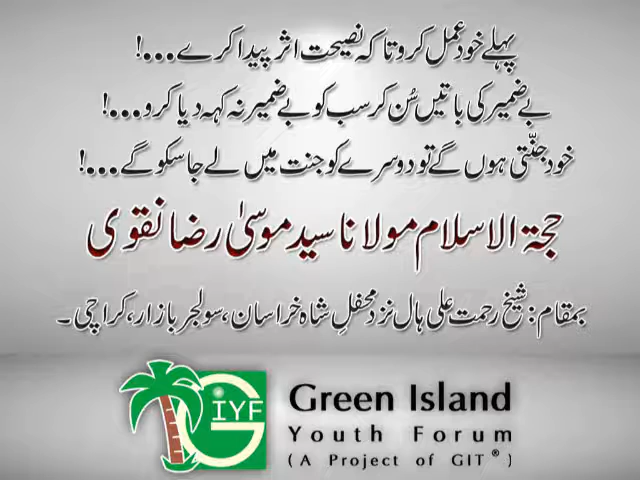 پہلے خود عمل کرو تاکہ نصیحت اثر پیدا کرے...!
بے ضمیر کی باتیں سُن کر سب کو بے ضمیر نہ کہہ دیا کرو...!
خود جنّتی ہوں گے تو دوسرے کو جنت میں لے جا سکو گے...!
حجۃ الاسلام مولانا سید موسیٰ رضا نقوی
بمقام: شیخ رحمت علی ہال نزد محفلِ شاہ خراسان، سولجر بازار، کراچی۔
GIYF
Green Island
Youth Forum
(A Project of GIT®)